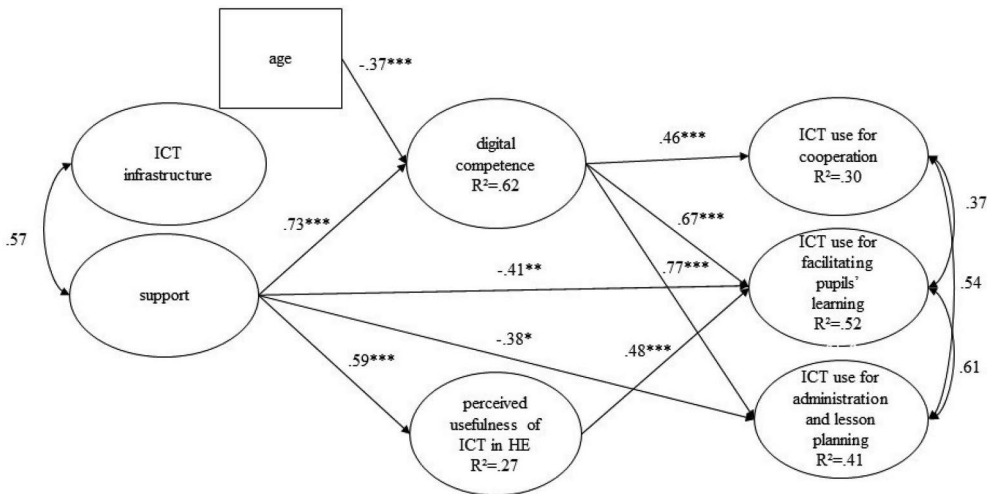 age
-.37***
ICT
infrastructure
digital
competence
R²=.62
.46***
ICT use for
cooperation
R²=.30
.37
.57
.73***
.67***
support
-.41**
.77***
ICT use for
facilitating
pupils'
learning
R²=.52
.54
-.38*
.59***
.48***
.61
perceived
usefulness of
ICT in HE
R²=.27
ICT use for
administration
and lesson
planning
R²=.41